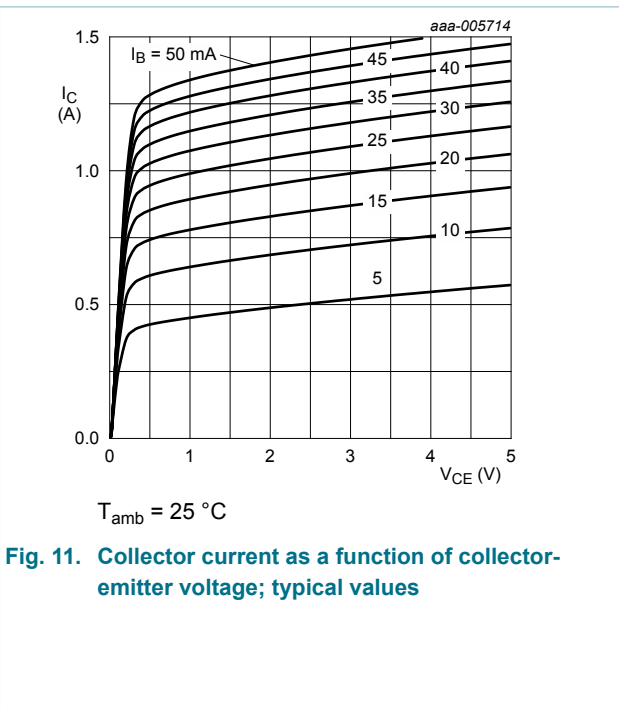 aaa-005714
1.5
I_B = 50 mA
45
40
I_C
(A)
35
30
25
1.0
20
15
10
5
0.5
0.0
0 1 2 3 4 5
V_CE (V)
T_amb = 25 °C
Fig. 11. Collector current as a function of collector-
emitter voltage; typical values